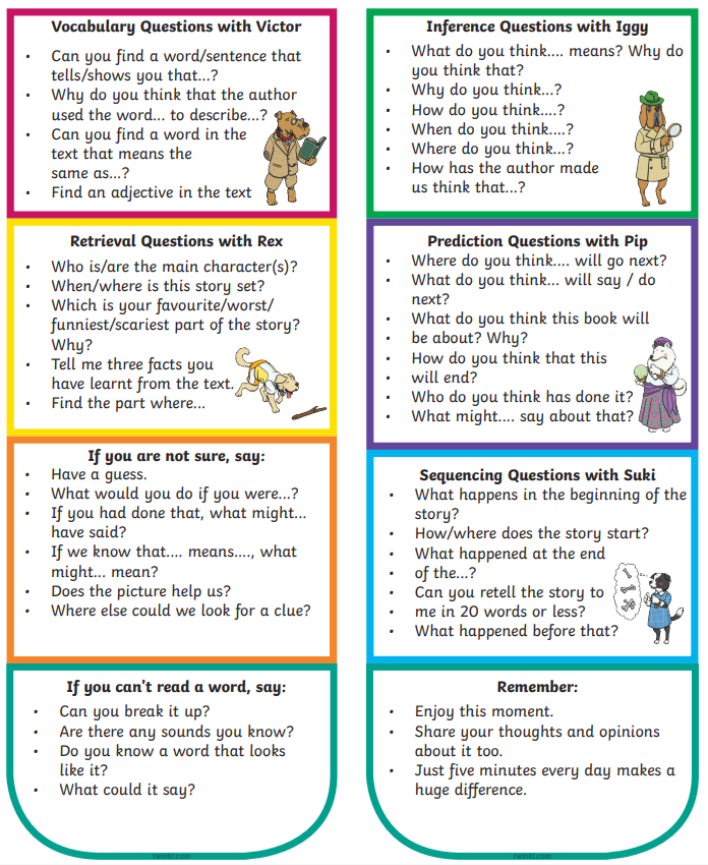 Vocabulary Questions with Victor
• Can you find a word/sentence that
tells/shows you that...?
• Why do you think that the author
used the word... to describe...?
• Can you find a word in the
text that means the
same as...?
• Find an adjective in the text
Retrieval Questions with Rex
• Who is/are the main character(s)?
• When/where is this story set?
• Which is your favourite/worst/
funniest/scariest part of the story?
Why?
• Tell me three facts you
have learnt from the text.
• Find the part where...
If you are not sure, say:
• Have a guess.
• What would you do if you were...?
• If you had done that, what might...
have said?
• If we know that.... means...., what
might... mean?
• Does the picture help us?
• Where else could we look for a clue?
If you can't read a word, say:
• Can you break it up?
• Are there any sounds you know?
• Do you know a word that looks
like it?
• What could it say?
twinkl.com
Inference Questions with Iggy
• What do you think.... means? Why do
you think that?
• Why do you think...?
• How do you think....?
• When do you think....?
• Where do you think...?
• How has the author made
us think that...?
Prediction Questions with Pip
• Where do you think.... will go next?
• What do you think... will say / do
next?
• What do you think this book will
• be about? Why?
• How do you think that this
• will end?
• Who do you think has done it?
• What might.... say about that?
Sequencing Questions with Suki
• What happens in the beginning of the
story?
• How/where does the story start?
• What happened at the end
• of the...?
• Can you retell the story to
me in 20 words or less?
• What happened before that?
Remember:
• Enjoy this moment.
• Share your thoughts and opinions
about it too.
• Just five minutes every day makes a
huge difference.
twinkl.com